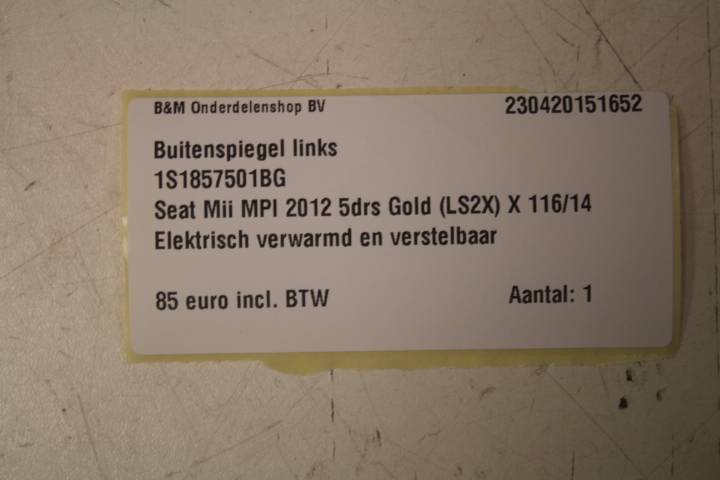 B&M Onderdelenshop BV 230420151652
Buitenspiegel links
1S1857501BG
Seat Mii MPI 2012 5drs Gold (LS2X) X 116/14
Elektrisch verwarmd en verstelbaar
85 euro incl. BTW Aantal: 1